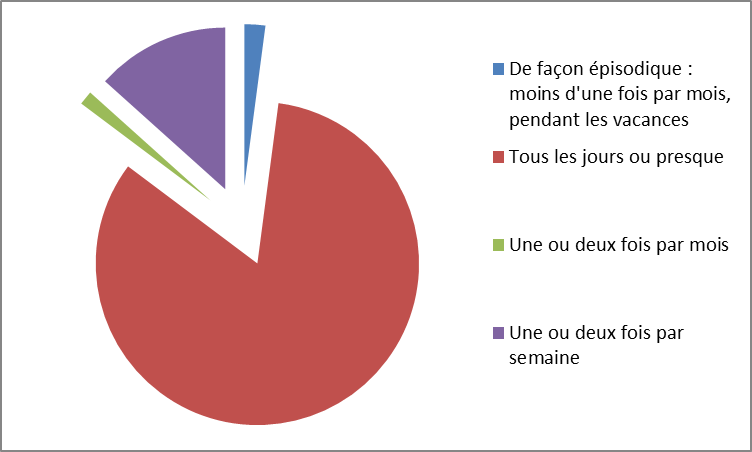 De façon épisodique :
moins d'une fois par mois,
pendant les vacances
Tous les jours ou presque
Une ou deux fois par mois
Une ou deux fois par
semaine